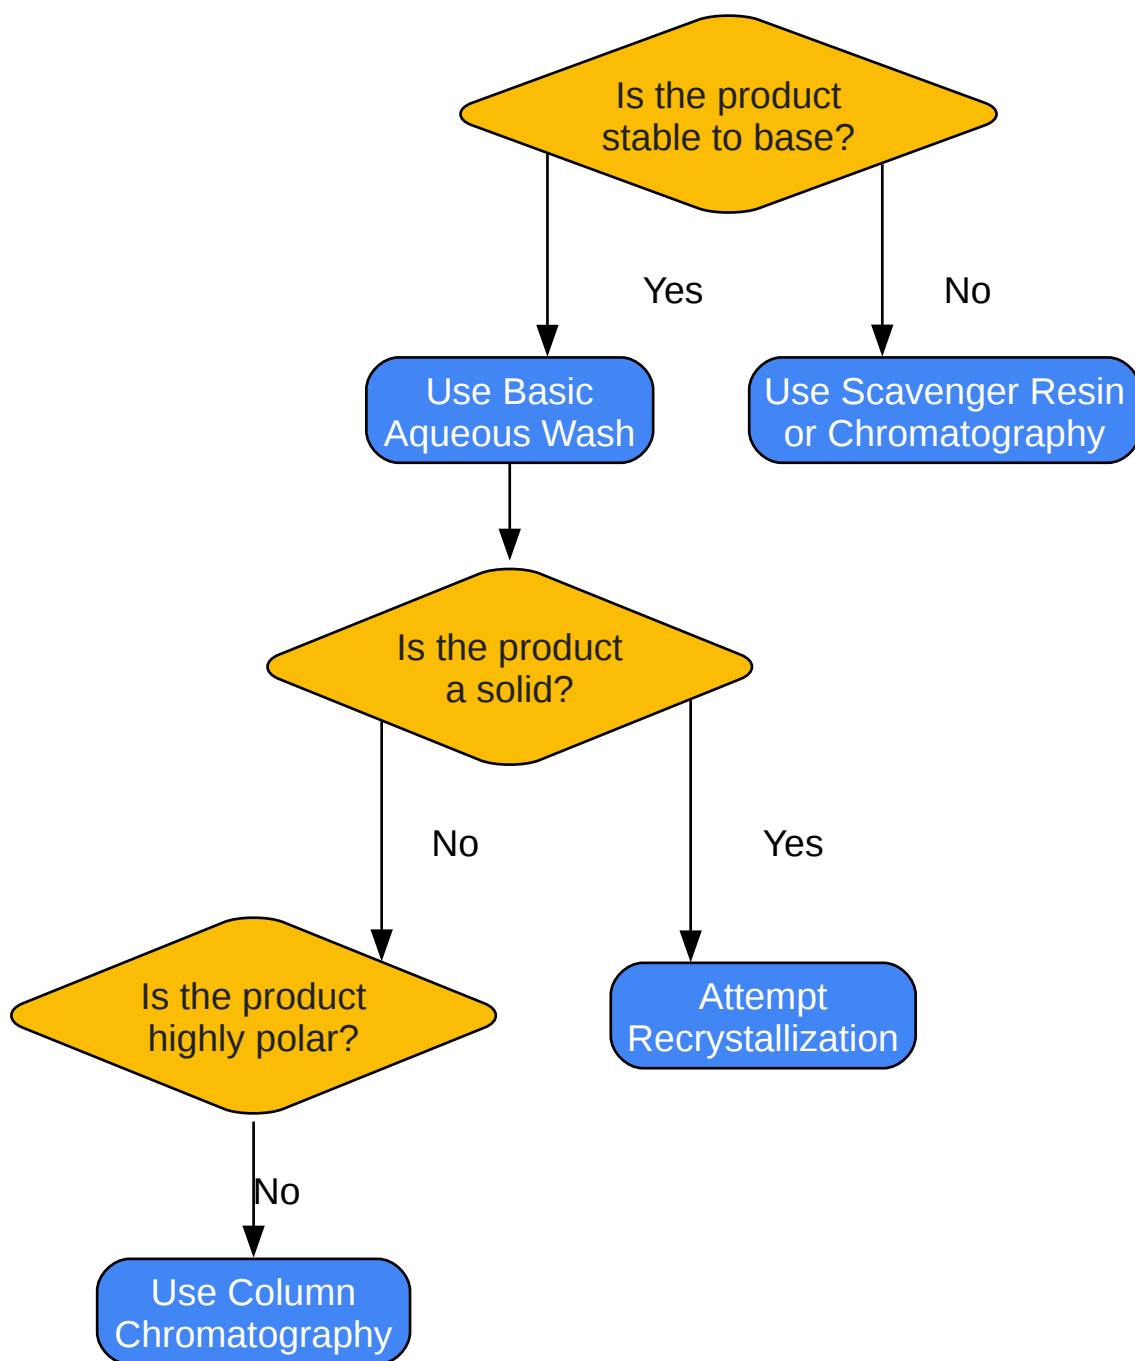 Is the product
stable to base?
Yes
No
Use Basic
Aqueous Wash
Use Scavenger Resin
or Chromatography
Is the product
a solid?
No
Yes
Is the product
highly polar?
Attempt
Recrystallization
No
Use Column
Chromatography